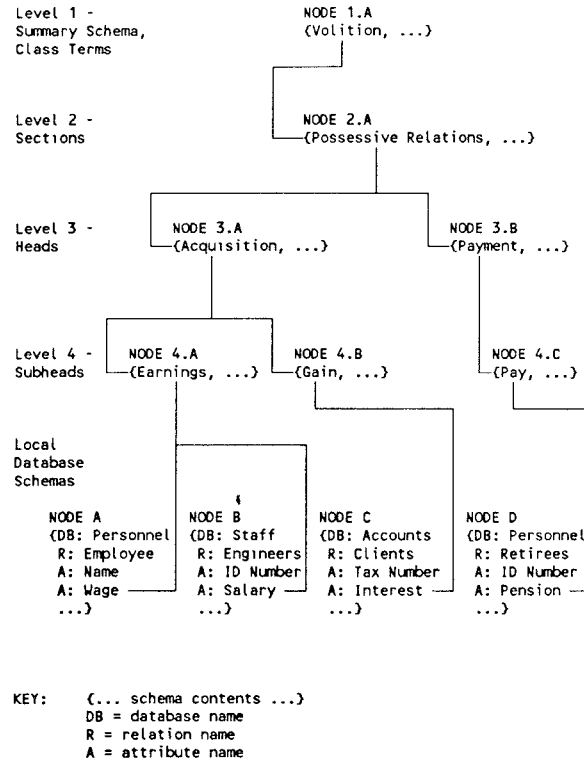 Level 1 -
Summary Schema,
Class Terms
NODE 1.A
{Volition, ...}
Level 2 -
Sections
NODE 2.A
{Possessive Relations, ...}
Level 3 -
Heads
NODE 3.A
{Acquisition, ...}
NODE 3.B
{Payment, ...}
Level 4 -
Subheads
NODE 4.A
{Earnings, ...}
NODE 4.B
{Gain, ...}
NODE 4.C
{Pay, ...}
Local
Database
Schemas
NODE A
{DB: Personnel
R: Employee
A: Name
A: Wage
...}
NODE B
{DB: Staff
R: Engineers
A: ID Number
A: Salary
...}
NODE C
{DB: Accounts
R: Clients
A: Tax Number
A: Interest
...}
NODE D
{DB: Personnel
R: Retirees
A: ID Number
A: Pension
...}
KEY: {... schema contents ...}
DB = database name
R = relation name
A = attribute name